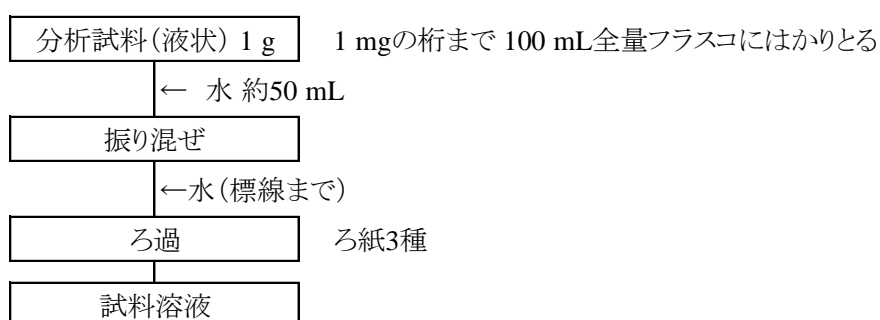 分析試料（液状） 1 g　1 mgの桁まで 100 mL全量フラスコにはかりとる
← 水 約50 mL
振り混ぜ
←水（標線まで）
ろ過　ろ紙3種
試料溶液